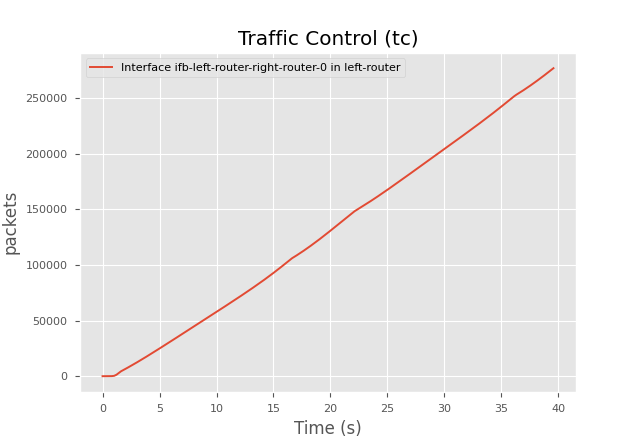 Traffic Control (tc)
Interface ifb-left-router-right-router-0 in left-router
250000
200000
150000
100000
50000
0
packets
0 5 10 15 20 25 30 35 40
Time (s)